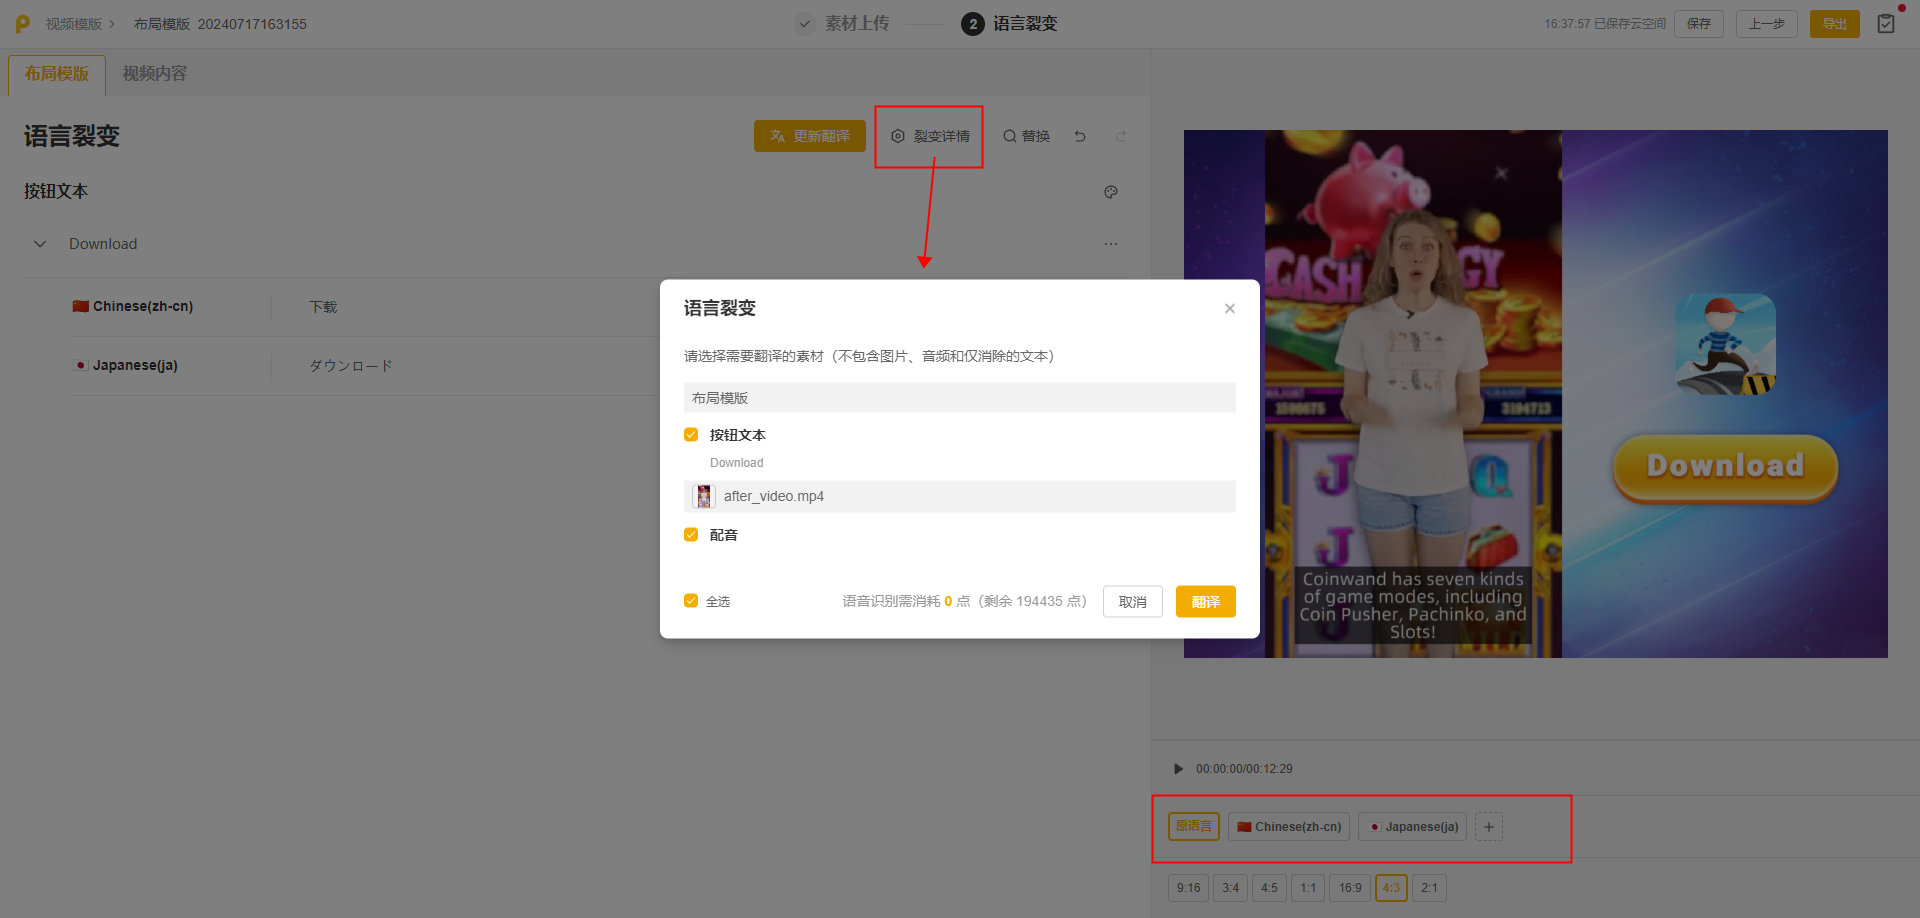 视频模版 布局模版 20240717163155
素材上传 2 语言裂变
16:37:57 已保存云空间 保存 上一步 导出
布局模版 视频内容
语言裂变
更新翻译 裂变详情 替换
按钮文本
Download
Chinese(zh-cn) 下载
Japanese(ja) ダウンロード
语言裂变
请选择需要翻译的素材（不包含图片、音频和仅消除的文本）
布局模版
按钮文本
Download
after_video.mp4
配音
全选 语音识别需消耗 0 点（剩余 194435 点） 取消 翻译
CASH
1596675 3194713
J Q
J
Download
Coinwand has seven kinds
of game modes, including
Coin Pusher, Pachinko, and
Slots!
00:00:00/00:12:29
原语言 Chinese(zh-cn) Japanese(ja) +
9:16 3:4 4:5 1:1 16:9 4:3 2:1